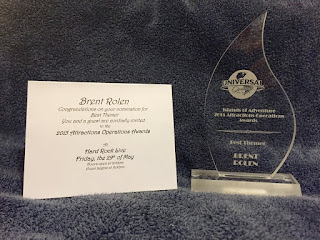 Brent Rolen
Congratulations on your nomination for
Best Themer
You and a guest are cordially invited
to the
2013 Attractions Operations Awards
At
Hard Rock Live
Friday, the 29th of May
UNIVERSAL
Islands of Adventure
2013 Attractions Operations
Awards
Best Themer
BRENT
ROLEN